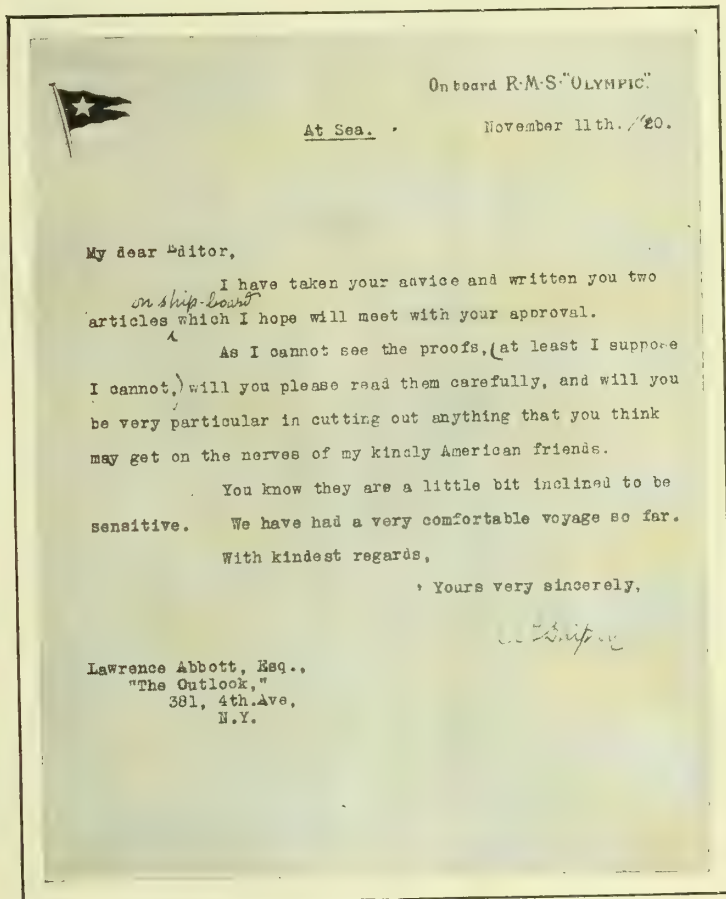 On board R·M·S·"OLYMPIC".
At Sea.
November 11th. /20.
My dear Editor,
I have taken your advice and written you two
on ship-board
articles which I hope will meet with your approval.
As I cannot see the proofs, (at least I suppose
I cannot,) will you please read them carefully, and will you
be very particular in cutting out anything that you think
may get on the nerves of my kindly American friends.
You know they are a little bit inclined to be
sensitive. We have had a very comfortable voyage so far.
With kindest regards,
Yours very sincerely,
Lawrence Abbott, Esq.,
"The Outlook,"
381, 4th.Ave,
N.Y.